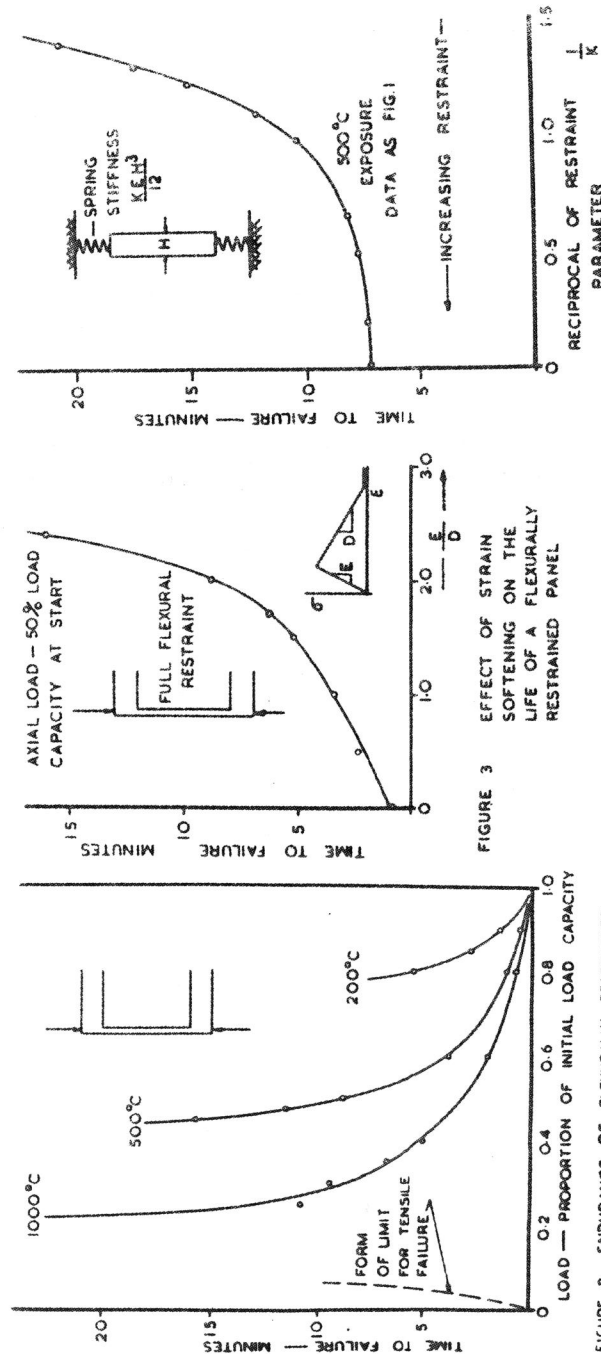 20
15
10
5
0
TIME TO FAILURE — MINUTES
1000°C
500°C
200°C
FORM
OF LIMIT
FOR TENSILE
FAILURE
0.2
0.4
0.6
0.8
1.0
LOAD — PROPORTION OF INITIAL LOAD CAPACITY
AXIAL LOAD – 50% LOAD
CAPACITY AT START
FULL FLEXURAL
RESTRAINT
15
10
5
0
TIME TO FAILURE MINUTES
σ
E
D
ε
0
1.0
2.0
3.0
E
D
FIGURE 3 EFFECT OF STRAIN
SOFTENING ON THE
LIFE OF A FLEXURALLY
RESTRAINED PANEL
20
15
10
5
TIME TO FAILURE — MINUTES
SPRING
STIFFNESS
KEH³
12
H
500°C
EXPOSURE
DATA AS FIG.1
INCREASING RESTRAINT
0
0.5
1.0
1.5
RECIPROCAL OF RESTRAINT
PARAMETER
1
K